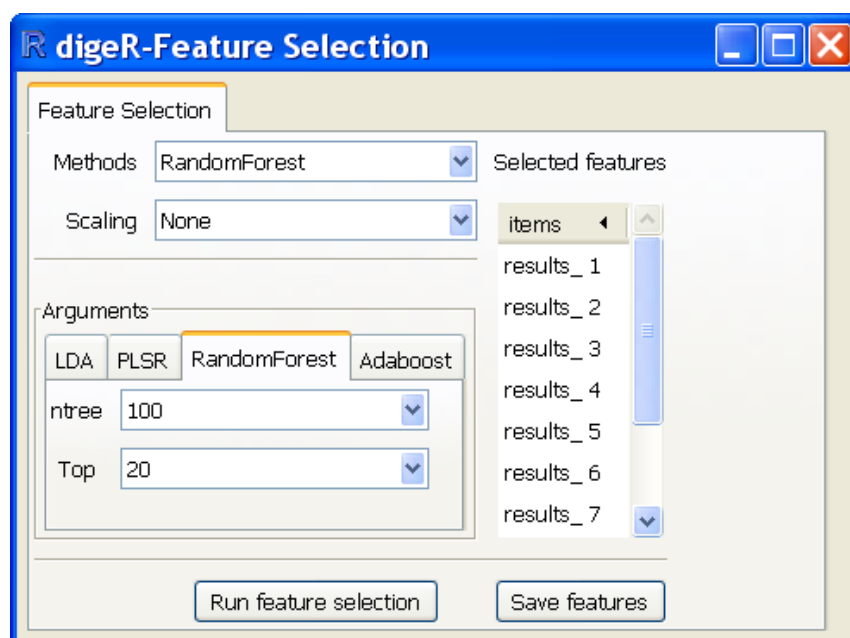 R digeR-Feature Selection
Feature Selection
Methods RandomForest
Scaling None
Arguments
LDA PLSR RandomForest Adaboost
ntree 100
Top 20
Selected features
items
results_ 1
results_ 2
results_ 3
results_ 4
results_ 5
results_ 6
results_ 7
Run feature selection Save features